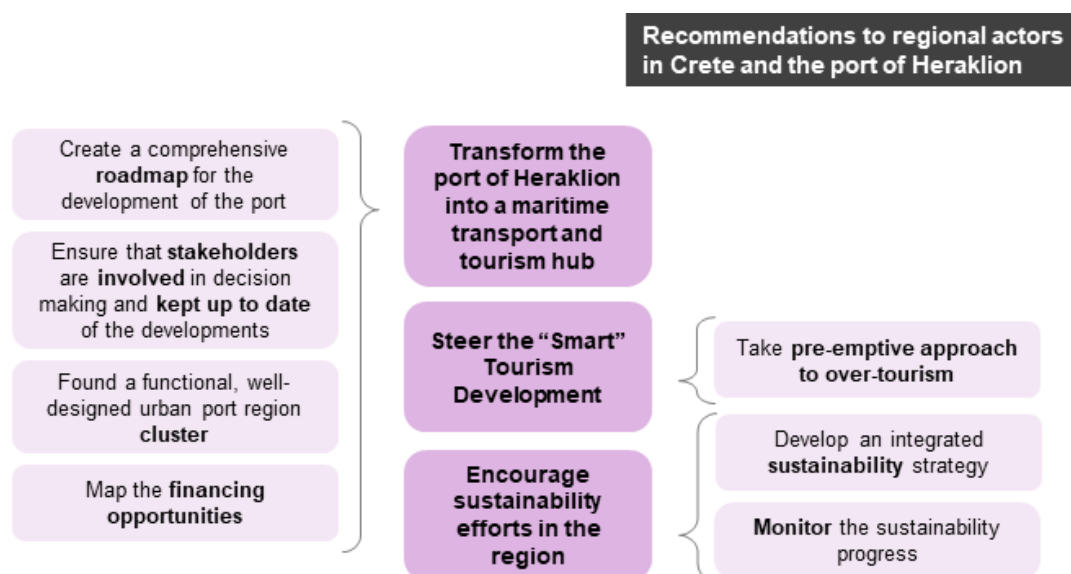 Recommendations to regional actors
in Crete and the port of Heraklion
Create a comprehensive
roadmap for the
development of the port
Ensure that stakeholders
are involved in decision
making and kept up to date
of the developments
Found a functional, well-
designed urban port region
cluster
Map the financing
opportunities
Transform the
port of Heraklion
into a maritime
transport and
tourism hub
Steer the “Smart”
Tourism
Development
Encourage
sustainability
efforts in the
region
Take pre-emptive approach
to over-tourism
Develop an integrated
sustainability strategy
Monitor the sustainability
progress